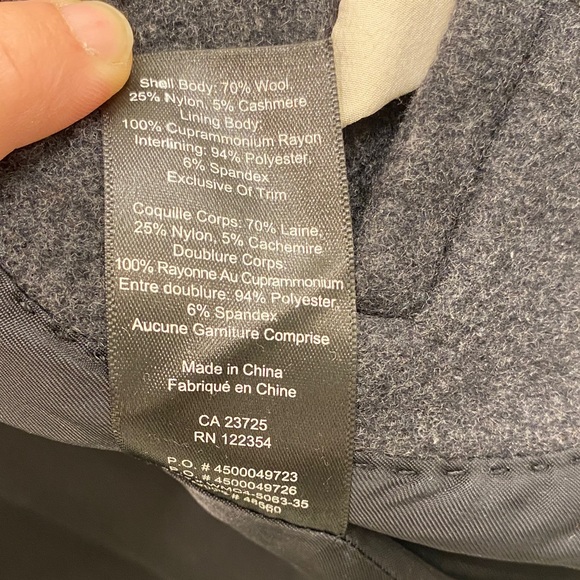 Shell Body: 70% Wool,
25% Nylon, 5% Cashmere
Lining Body:
100% Cuprammonium Rayon
Interlining: 94% Polyester,
6% Spandex
Exclusive Of Trim
Coquille Corps: 70% Laine,
25% Nylon, 5% Cachemire
Doublure Corps:
100% Rayonne Au Cuprammonium
Entre doublure: 94% Polyester,
6% Spandex
Aucune Garniture Comprise
Made in China
Fabriqué en Chine
CA 23725
RN 122354
P.O. # 4500049723
P.O. # 4500049726